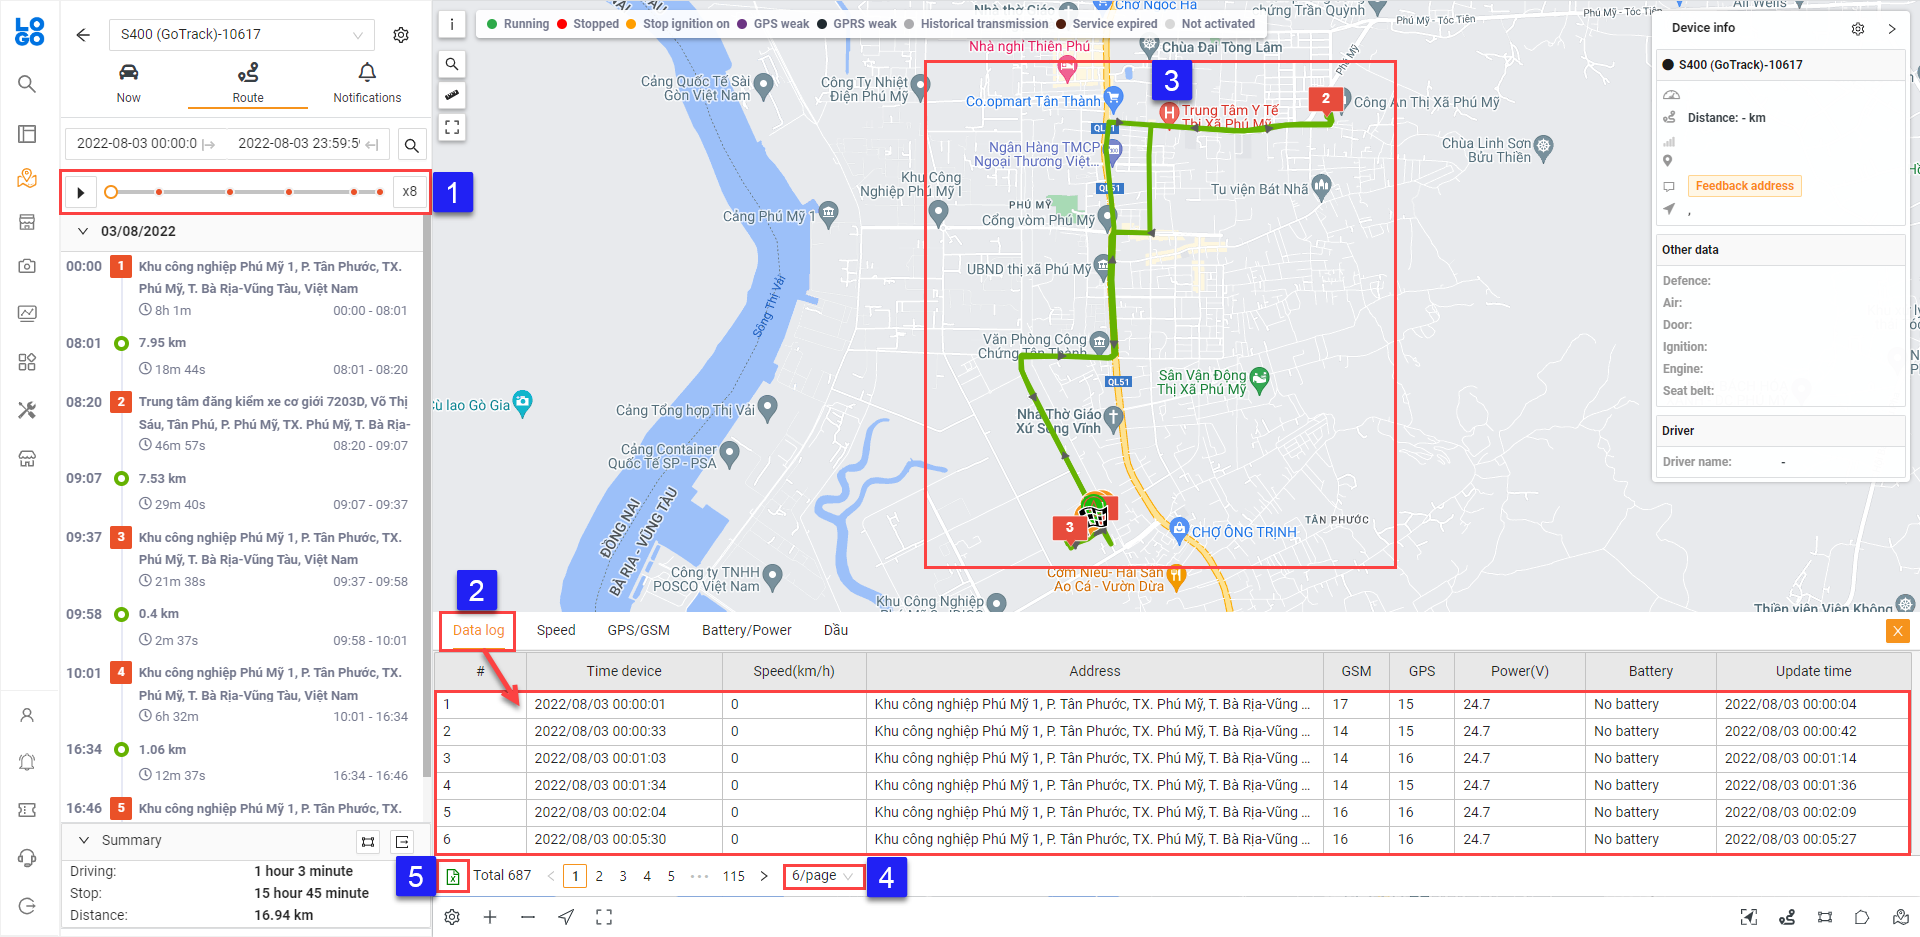 LO
GO
S400 (GoTrack)-10617
Now
Route
Notifications
2022-08-03 00:00:0
2022-08-03 23:59:5
x8
1
03/08/2022
00:00
1
Khu công nghiệp Phú Mỹ 1, P. Tân Phước, TX.
Phú Mỹ, T. Bà Rịa-Vũng Tàu, Việt Nam
8h 1m
00:00 - 08:01
08:01
7.95 km
18m 44s
08:01 - 08:20
08:20
2
Trung tâm đăng kiểm xe cơ giới 7203D, Võ Thị
Sáu, Tân Phú, P. Phú Mỹ, TX. Phú Mỹ, T. Bà Rịa-
46m 57s
08:20 - 09:07
09:07
7.53 km
29m 40s
09:07 - 09:37
09:37
3
Khu công nghiệp Phú Mỹ 1, P. Tân Phước, TX.
Phú Mỹ, T. Bà Rịa-Vũng Tàu, Việt Nam
21m 38s
09:37 - 09:58
09:58
0.4 km
2m 37s
09:58 - 10:01
10:01
4
Khu công nghiệp Phú Mỹ 1, P. Tân Phước, TX.
Phú Mỹ, T. Bà Rịa-Vũng Tàu, Việt Nam
6h 32m
10:01 - 16:34
16:34
1.06 km
12m 37s
16:34 - 16:46
16:46
5
Khu công nghiệp Phú Mỹ 1, P. Tân Phước, TX.
Summary
Driving: 1 hour 3 minute
Stop: 15 hour 45 minute
Distance: 16.94 km
i
Running
Stopped
Stop ignition on
GPS weak
GPRS weak
Historical transmission
Service expired
Not activated
Chợ Ngọc Hà
chứng Trần Quỳnh
Phú Mỹ - Tóc Tiên
Phú Mỹ - Tóc Tiên
Nhà nghỉ Thiên Phú
Chùa Đại Tòng Lâm
Phú Mỹ
Cảng Quốc Tế Sài
Gòn Việt Nam
Công Ty Nhiệt
Điện Phú Mỹ
3
Co.opmart Tân Thành
Trung Tâm Y Tế
Thị Xã Phú Mỹ
2
Công An Thị Xã Phú Mỹ
QL51
Ngân Hàng TMCP
Ngoại Thương Việt...
Chùa Linh Sơn
Bửu Thiền
Khu Công
Nghiệp Phú Mỹ I
QL51
Tu viện Bát Nhã
PHÚ MỸ
Cảng Phú Mỹ 1
Cổng vòm Phú Mỹ
UBND thị xã Phú Mỹ
Sông Thị Vải
Văn Phòng Công
Chứng Tân Thành
QL51
Sân Vận Động
Thị Xã Phú Mỹ
Cù lao Gò Gia
Cảng Tổng hợp Thị Vải
Nhà Thờ Giáo
Xứ Song Vĩnh
Cảng Container
Quốc Tế SP - PSA
ĐỒNG NAI
BÀ RỊA - VŨNG TÀU
3
TÂN PHƯỚC
CHỢ ÔNG TRỊNH
Công ty TNHH
POSCO Việt Nam
Cơm Niêu- Hải Sản
Ao Cá - Vườn Dừa
Khu Công Nghiệp
Thiền viện Viên Không
Device info
S400 (GoTrack)-10617
Distance: - km
Feedback address
,
Other data
Defence:
Air:
Door:
Ignition:
Engine:
Seat belt:
Driver
Driver name: -
2
Data log
Speed
GPS/GSM
Battery/Power
Dầu
X
# Time device Speed(km/h) Address GSM GPS Power(V) Battery Update time
1 2022/08/03 00:00:01 0 Khu công nghiệp Phú Mỹ 1, P. Tân Phước, TX. Phú Mỹ, T. Bà Rịa-Vũng ... 17 15 24.7 No battery 2022/08/03 00:00:04
2 2022/08/03 00:00:33 0 Khu công nghiệp Phú Mỹ 1, P. Tân Phước, TX. Phú Mỹ, T. Bà Rịa-Vũng ... 14 15 24.7 No battery 2022/08/03 00:00:42
3 2022/08/03 00:01:03 0 Khu công nghiệp Phú Mỹ 1, P. Tân Phước, TX. Phú Mỹ, T. Bà Rịa-Vũng ... 14 16 24.7 No battery 2022/08/03 00:01:14
4 2022/08/03 00:01:34 0 Khu công nghiệp Phú Mỹ 1, P. Tân Phước, TX. Phú Mỹ, T. Bà Rịa-Vũng ... 14 15 24.7 No battery 2022/08/03 00:01:36
5 2022/08/03 00:02:04 0 Khu công nghiệp Phú Mỹ 1, P. Tân Phước, TX. Phú Mỹ, T. Bà Rịa-Vũng ... 16 16 24.7 No battery 2022/08/03 00:02:09
6 2022/08/03 00:05:30 0 Khu công nghiệp Phú Mỹ 1, P. Tân Phước, TX. Phú Mỹ, T. Bà Rịa-Vũng ... 16 16 24.7 No battery 2022/08/03 00:05:27
5
Total 687
1 2 3 4 5 ••• 115
6/page
4